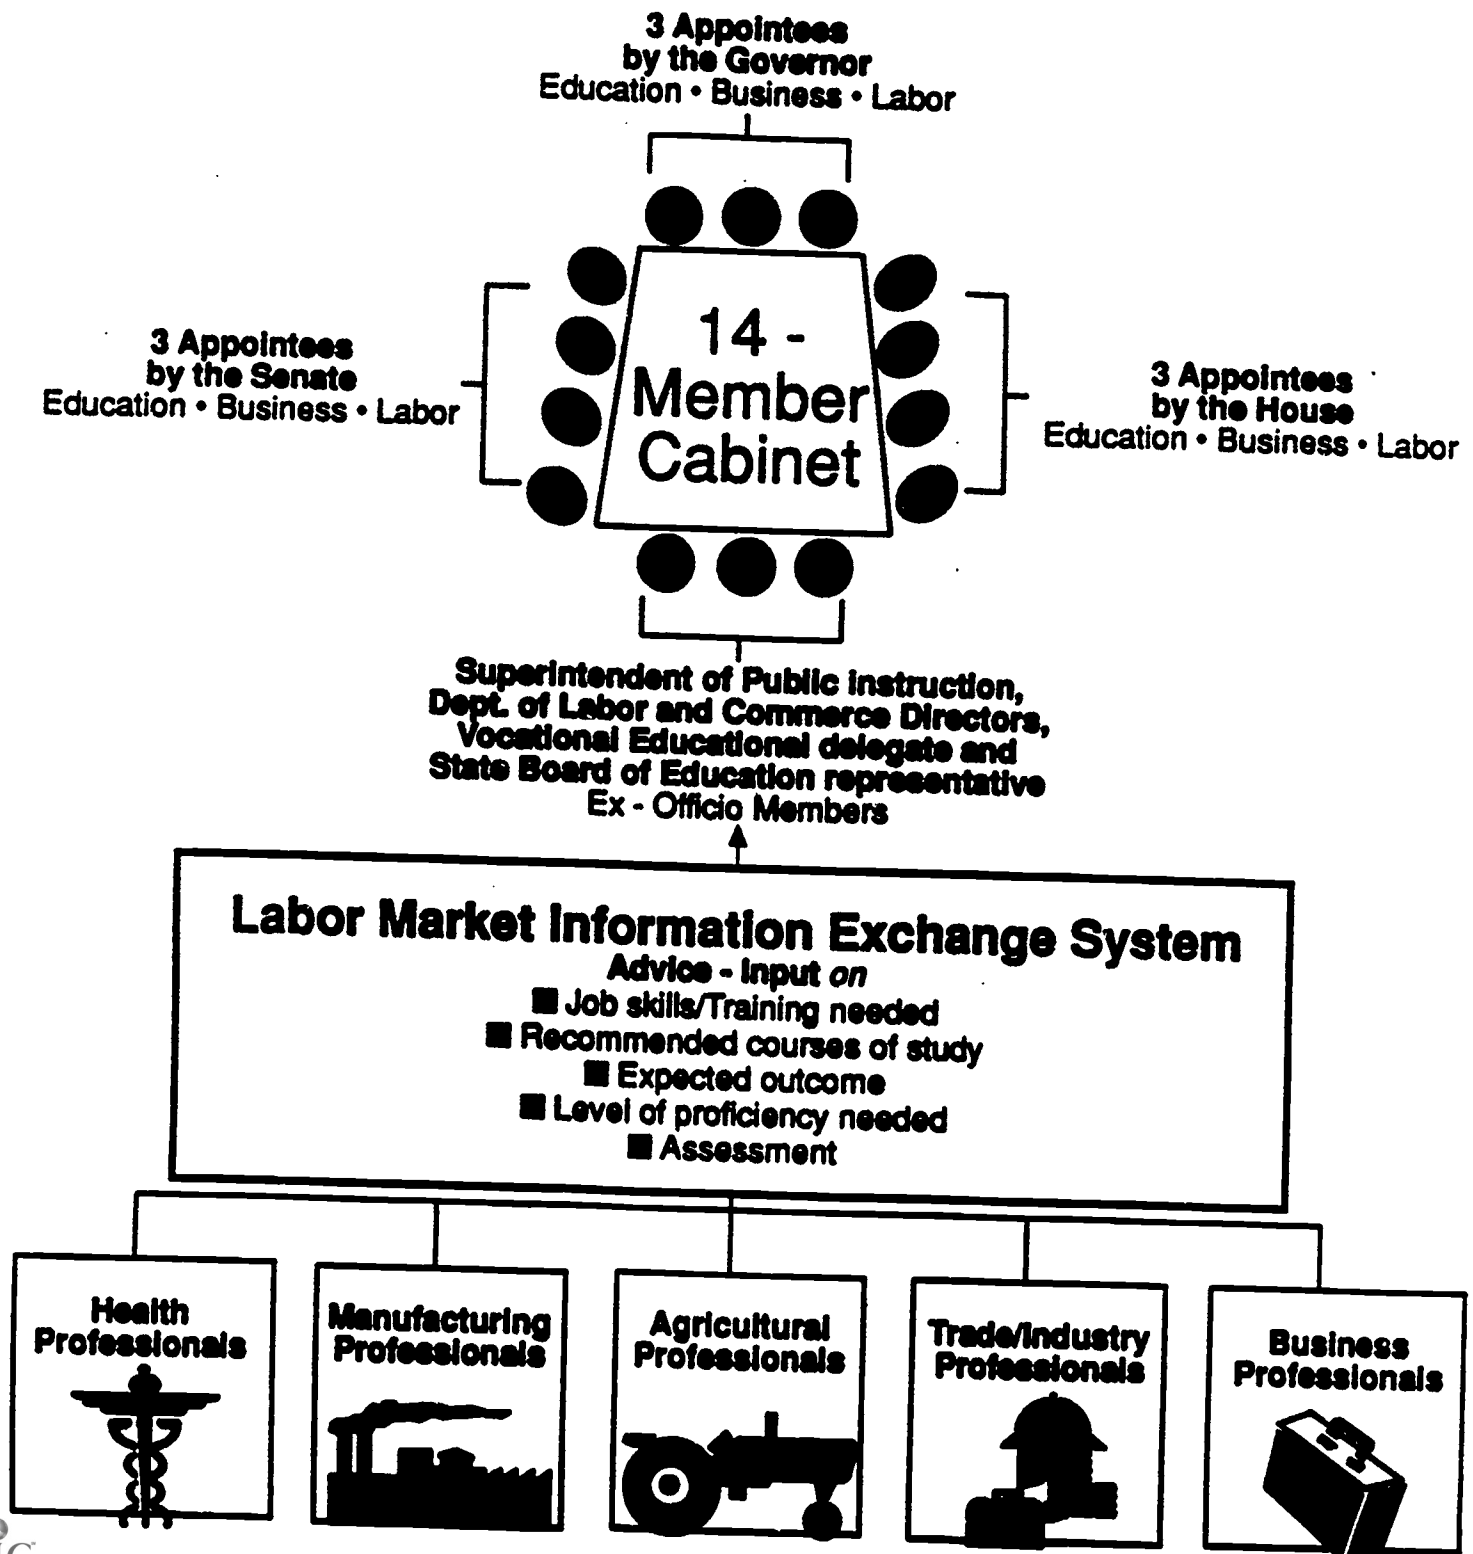 3 Appointees
by the Governor
Education • Business • Labor
14 -
Member
Cabinet
3 Appointees
by the Senate
Education • Business • Labor
3 Appointees
by the House
Education • Business • Labor
Superintendent of Public instruction,
Dept. of Labor and Commerce Directors,
Vocational Educational delegate and
State Board of Education representative
Ex - Officio Members
Labor Market Information Exchange System
Advice - Input on
■ Job skills/Training needed
■ Recommended courses of study
■ Expected outcome
■ Level of proficiency needed
■ Assessment
Health
Professionals
Manufacturing
Professionals
Agricultural
Professionals
Trade/Industry
Professionals
Business
Professionals